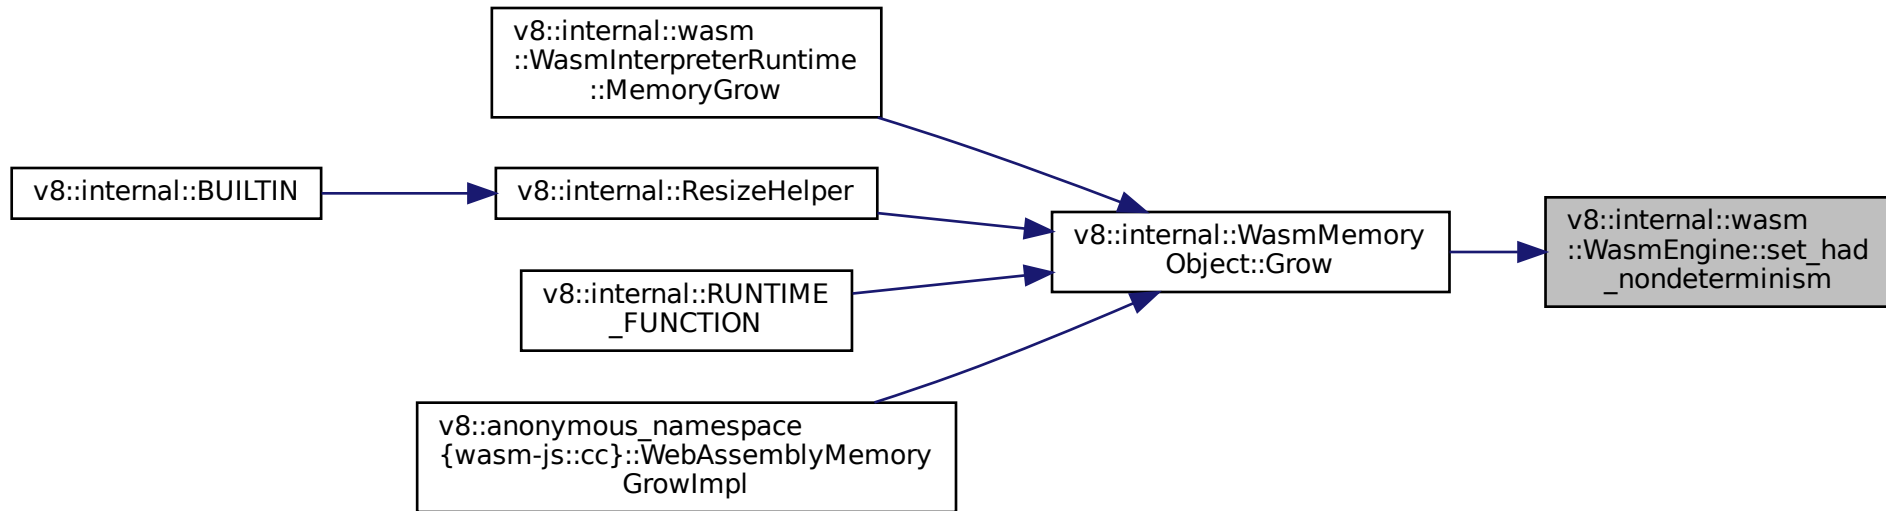 v8::internal::wasm
::WasmInterpreterRuntime
::MemoryGrow
v8::internal::BUILTIN
v8::internal::ResizeHelper
v8::internal::RUNTIME
_FUNCTION
v8::anonymous_namespace
{wasm-js::cc}::WebAssemblyMemory
GrowImpl
v8::internal::WasmMemory
Object::Grow
v8::internal::wasm
::WasmEngine::set_had
_nondeterminism